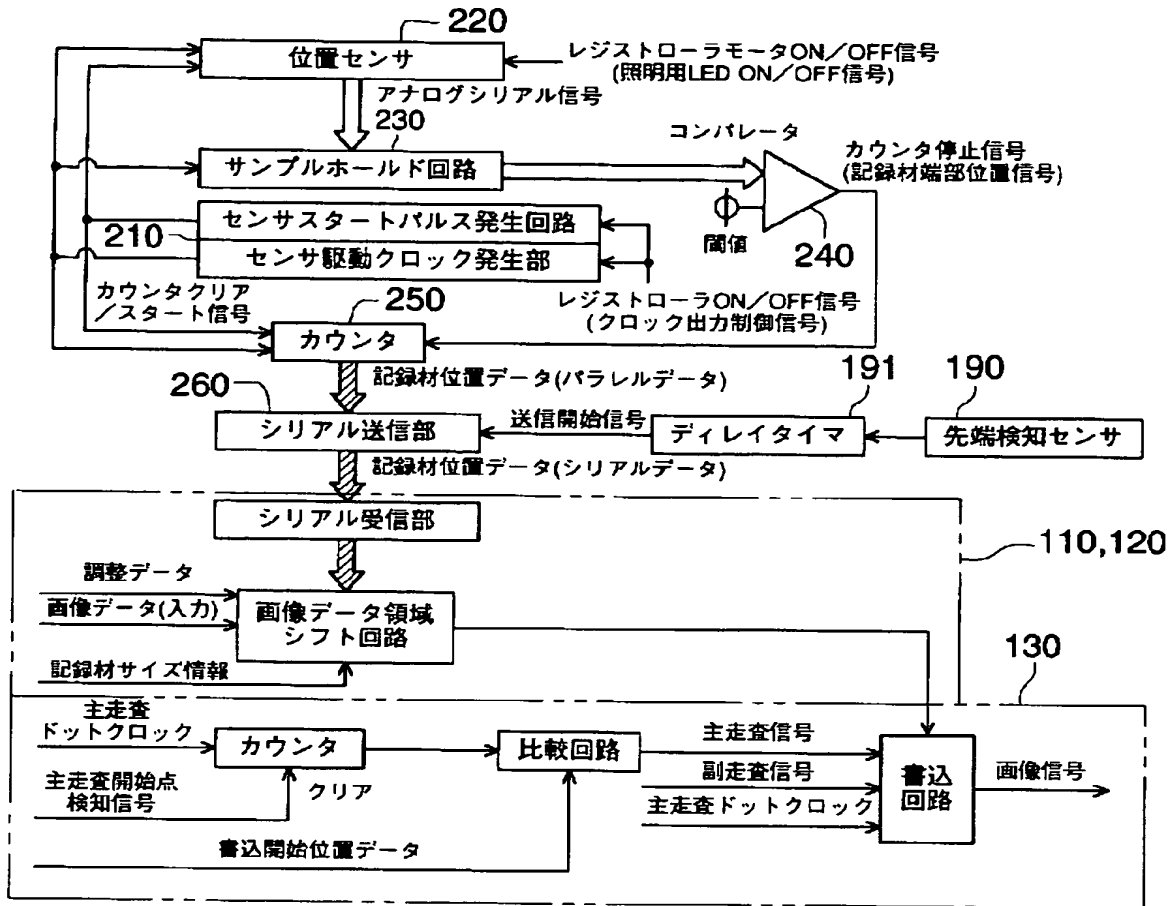 220
位置センサ
レジストローラモータON／OFF信号
(照明用LED ON／OFF信号)
アナログシリアル信号
230
コンパレータ
サンプルホールド回路
カウンタ停止信号
(記録材端部位置信号)
センサスタートパルス発生回路
210
閾値
240
センサ駆動クロック発生部
カウンタクリア
／スタート信号
250
レジストローラON／OFF信号
(クロック出力制御信号)
カウンタ
記録材位置データ(パラレルデータ)
191
190
260
送信開始信号
シリアル送信部
ディレイタイマ
先端検知センサ
記録材位置データ(シリアルデータ)
シリアル受信部
110,120
調整データ
画像データ(入力)
画像データ領域
シフト回路
記録材サイズ情報
130
主走査
ドットクロック
カウンタ
比較回路
主走査信号
主走査開始点
検知信号
クリア
副走査信号
主走査ドットクロック
書込
回路
画像信号
書込開始位置データ